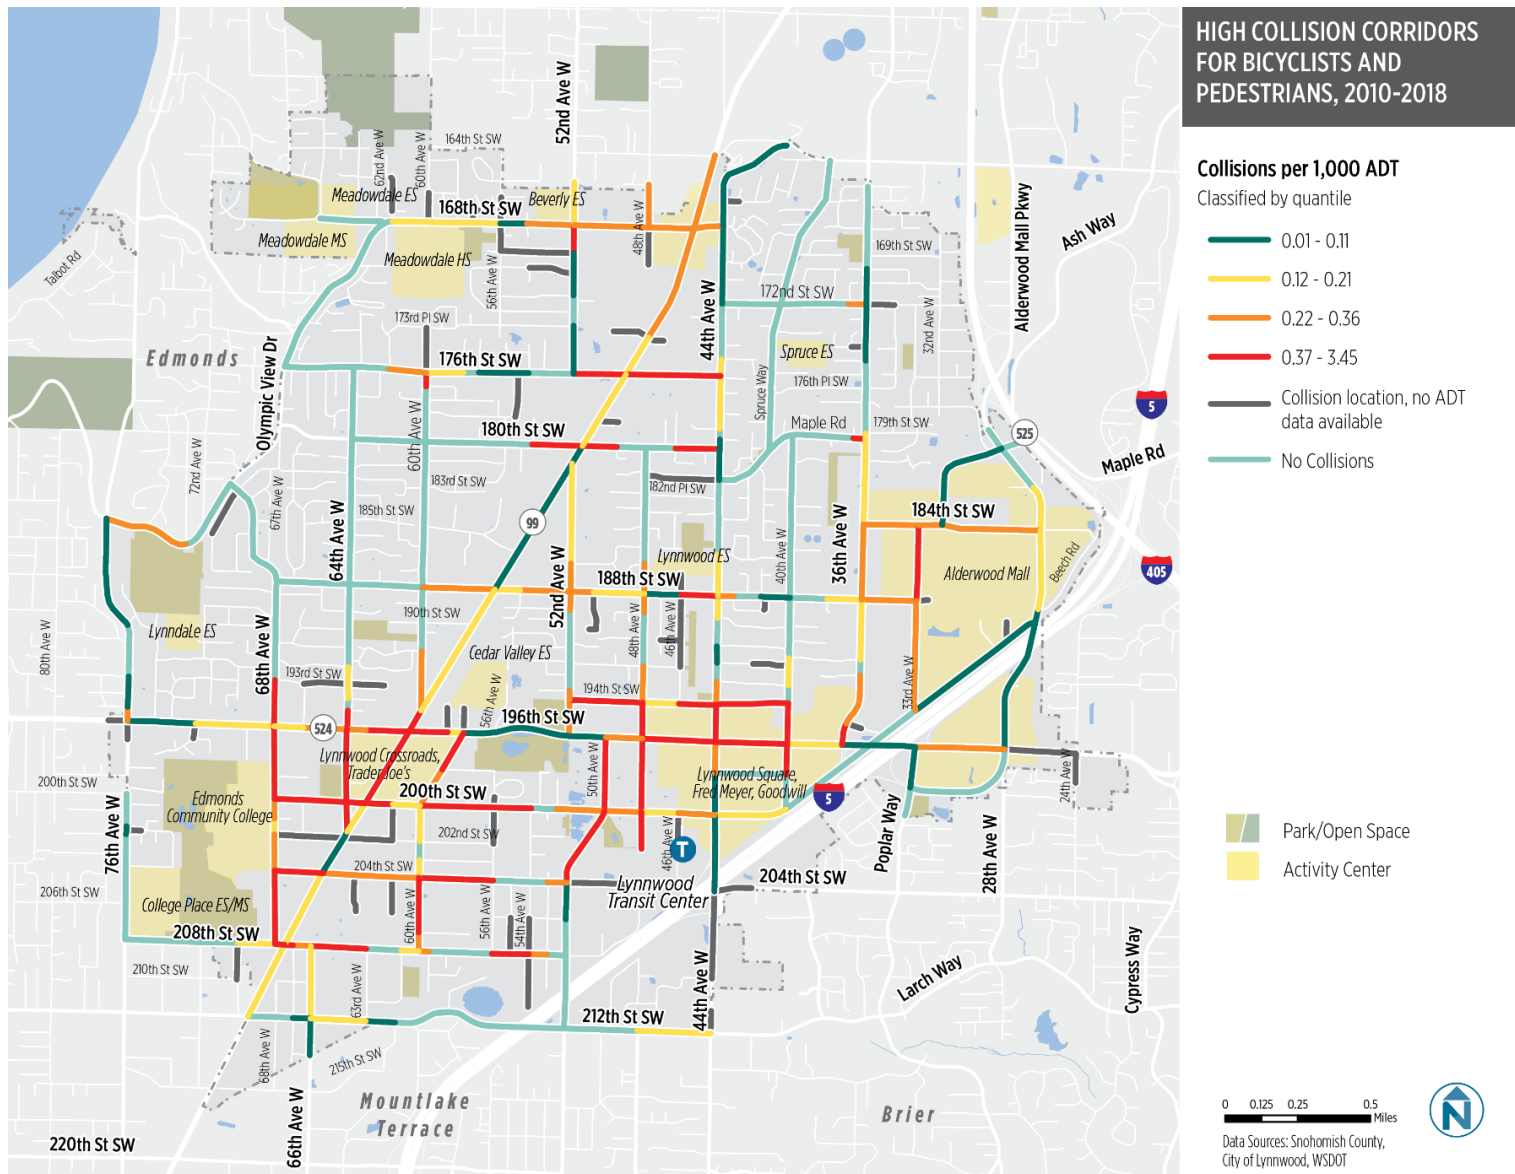 HIGH COLLISION CORRIDORS
FOR BICYCLISTS AND
PEDESTRIANS, 2010-2018
Collisions per 1,000 ADT
Classified by quantile
0.01 - 0.11
0.12 - 0.21
0.22 - 0.36
0.37 - 3.45
Collision location, no ADT
data available
No Collisions
Park/Open Space
Activity Center
0 0.125 0.25 0.5
Miles
N
Data Sources: Snohomish County,
City of Lynnwood, WSDOT
52nd Ave W
164th St SW
62nd Ave W
60th Ave W
Meadowdale ES
Beverly ES
168th St SW
48th Ave W
Meadowdale MS
Meadowdale HS
56th Ave W
Talbot Rd
169th St SW
Alderwood Mall Pkwy
Ash Way
172nd St SW
44th Ave W
32nd Ave W
173rd Pl SW
Edmonds
Olympic View Dr
176th St SW
Spruce ES
176th Pl SW
Spruce Way
5
60th Ave W
180th St SW
Maple Rd
179th St SW
525
Maple Rd
72nd Ave W
67th Ave W
183rd St SW
182nd Pl SW
185th St SW
64th Ave W
99
184th St SW
36th Ave W
52nd Ave W
Lynnwood ES
40th Ave W
Alderwood Mall
Beech Rd
405
188th St SW
190th St SW
48th Ave W
46th Ave W
Lynndale ES
80th Ave W
68th Ave W
Cedar Valley ES
193rd St SW
194th St SW
33rd Ave W
56th Ave W
196th St SW
524
Lynnwood Crossroads,
Trader Joe's
50th Ave W
Lynnwood Square,
Fred Meyer, Goodwill
5
24th Ave W
200th St SW
200th St SW
Edmonds
Community College
76th Ave W
202nd St SW
46th Ave W
T
Poplar Way
28th Ave W
204th St SW
Lynnwood
Transit Center
204th St SW
206th St SW
College Place ES/MS
60th Ave W
56th Ave W
54th Ave W
208th St SW
210th St SW
63rd Ave W
44th Ave W
Larch Way
Cypress Way
212th St SW
68th Ave W
215th St SW
66th Ave W
Mountlake
Terrace
Brier
220th St SW